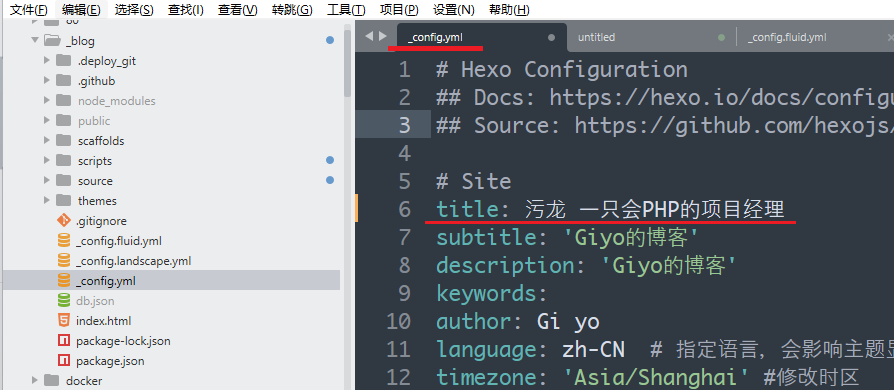 文件(F) 编辑(E) 选择(S) 查找(I) 查看(V) 跳转(G) 工具(T) 项目(P) 设置(N) 帮助(H)
_blog
.deploy_git
.github
node_modules
public
scaffolds
scripts
source
themes
.gitignore
_config.fluid.yml
_config.landscape.yml
_config.yml
db.json
index.html
package-lock.json
package.json
docker
_config.yml untitled _config.fluid.yml
1 # Hexo Configuration
2 ## Docs: https://hexo.io/docs/configu
3 ## Source: https://github.com/hexojs/
4
5 # Site
6 title: 污龙 一只会PHP的项目经理
7 subtitle: 'Giyo的博客'
8 description: 'Giyo的博客'
9 keywords:
10 author: Gi yo
11 language: zh-CN # 指定语言，会影响主题显
12 timezone: 'Asia/Shanghai' #修改时区